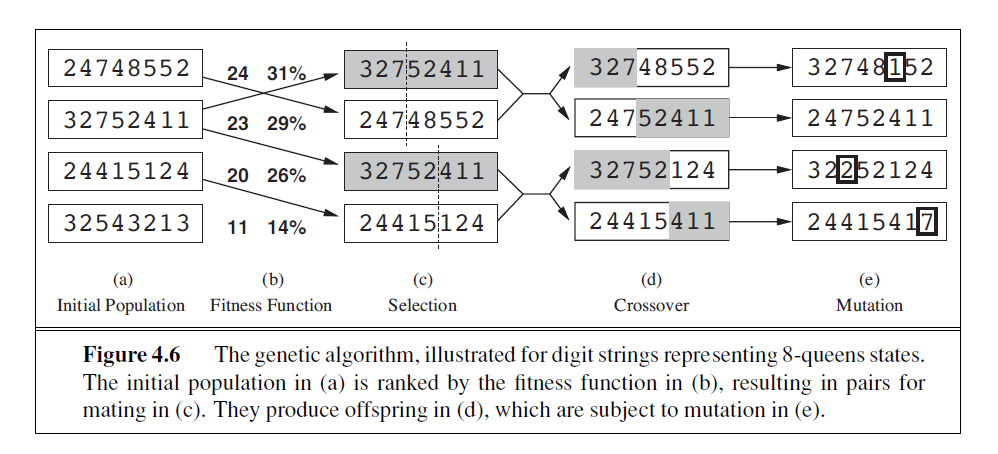 24748552 24 31% 32752411 32748552 32748152
32752411 23 29% 24748552 24752411 24752411
24415124 20 26% 32752411 32752124 32252124
32543213 11 14% 24415124 24415411 24415417
(a) (b) (c) (d) (e)
Initial Population Fitness Function Selection Crossover Mutation
Figure 4.6 The genetic algorithm, illustrated for digit strings representing 8-queens states.
The initial population in (a) is ranked by the fitness function in (b), resulting in pairs for
mating in (c). They produce offspring in (d), which are subject to mutation in (e).